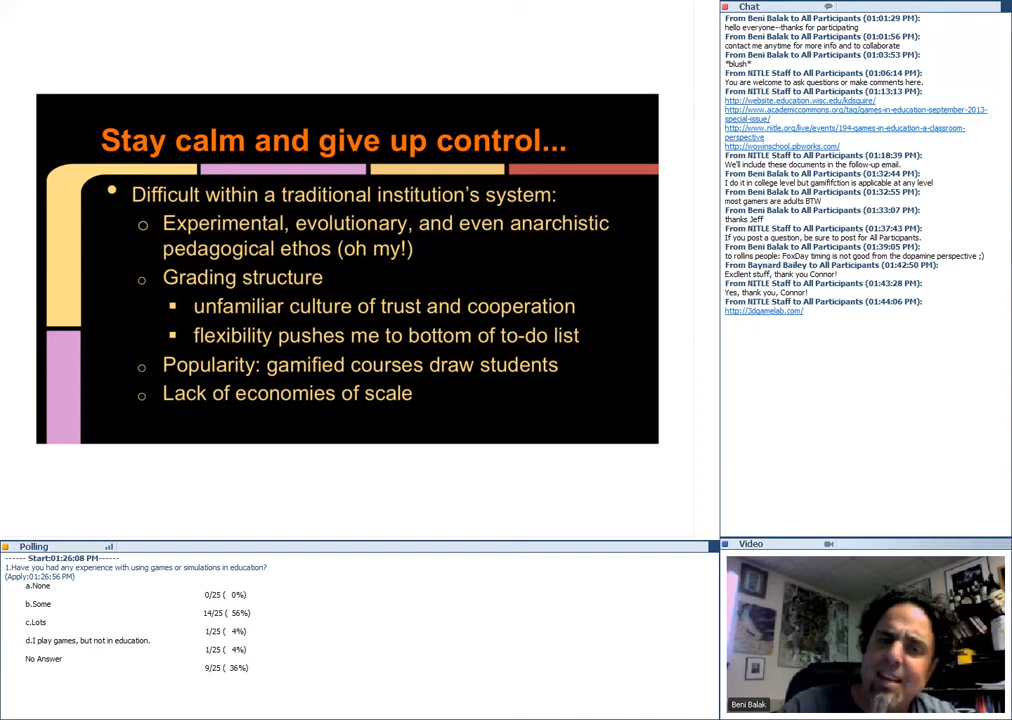 Stay calm and give up control...
• Difficult within a traditional institution's system:
o Experimental, evolutionary, and even anarchistic
pedagogical ethos (oh my!)
o Grading structure
▪ unfamiliar culture of trust and cooperation
▪ flexibility pushes me to bottom of to-do list
o Popularity: gamified courses draw students
o Lack of economies of scale
Chat
From Beni Balak to All Participants (01:01:29 PM):
hello everyone--thanks for participating
From Beni Balak to All Participants (01:01:56 PM):
contact me anytime for more info and to collaborate
From Beni Balak to All Participants (01:03:53 PM):
*blush*
From NITLE Staff to All Participants (01:06:14 PM):
You are welcome to ask questions or make comments here.
From NITLE Staff to All Participants (01:13:13 PM):
http://website.education.wisc.edu/kdsquire/
http://www.academiccommons.org/tag/games-in-education-september-2013-
special-issue/
http://www.nitle.org/live/events/194-games-in-education-a-classroom-
perspective
http://wowinschool.pbworks.com/
From NITLE Staff to All Participants (01:18:39 PM):
We'll include these documents in the follow-up email.
From Beni Balak to All Participants (01:32:44 PM):
I do it in college level but gamififction is applicable at any level
From Beni Balak to All Participants (01:32:55 PM):
most gamers are adults BTW
From Beni Balak to All Participants (01:33:07 PM):
thanks Jeff
From NITLE Staff to All Participants (01:37:43 PM):
If you post a question, be sure to post for All Participants.
From Beni Balak to All Participants (01:39:05 PM):
to rollins people: FoxDay timing is not good from the dopamine perspective ;)
From Baynard Bailey to All Participants (01:42:50 PM):
Excllent stuff, thank you Connor!
From NITLE Staff to All Participants (01:43:28 PM):
Yes, thank you, Connor!
From NITLE Staff to All Participants (01:44:06 PM):
http://3dgamelab.com/
Polling
------ Start:01:26:08 PM------
1.Have you had any experience with using games or simulations in education?
(Apply:01:26:56 PM)
a.None
0/25 ( 0%)
b.Some
14/25 ( 56%)
c.Lots
1/25 ( 4%)
d.I play games, but not in education.
1/25 ( 4%)
No Answer
9/25 ( 36%)
Video
Beni Balak